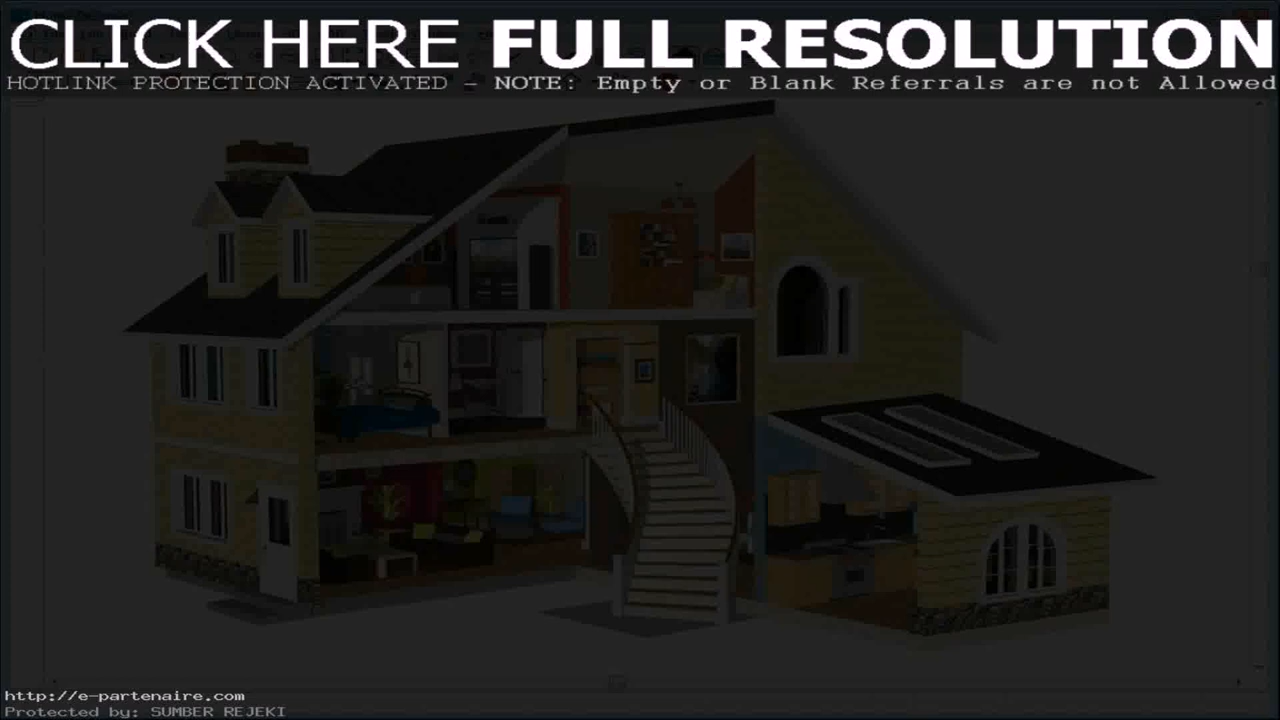 CLICK HERE FULL RESOLUTION
HOTLINK PROTECTION ACTIVATED - NOTE: Empty or Blank Referrals are not Allowed
http://e-partenaire.com
Protected by: SUMBER REJEKI